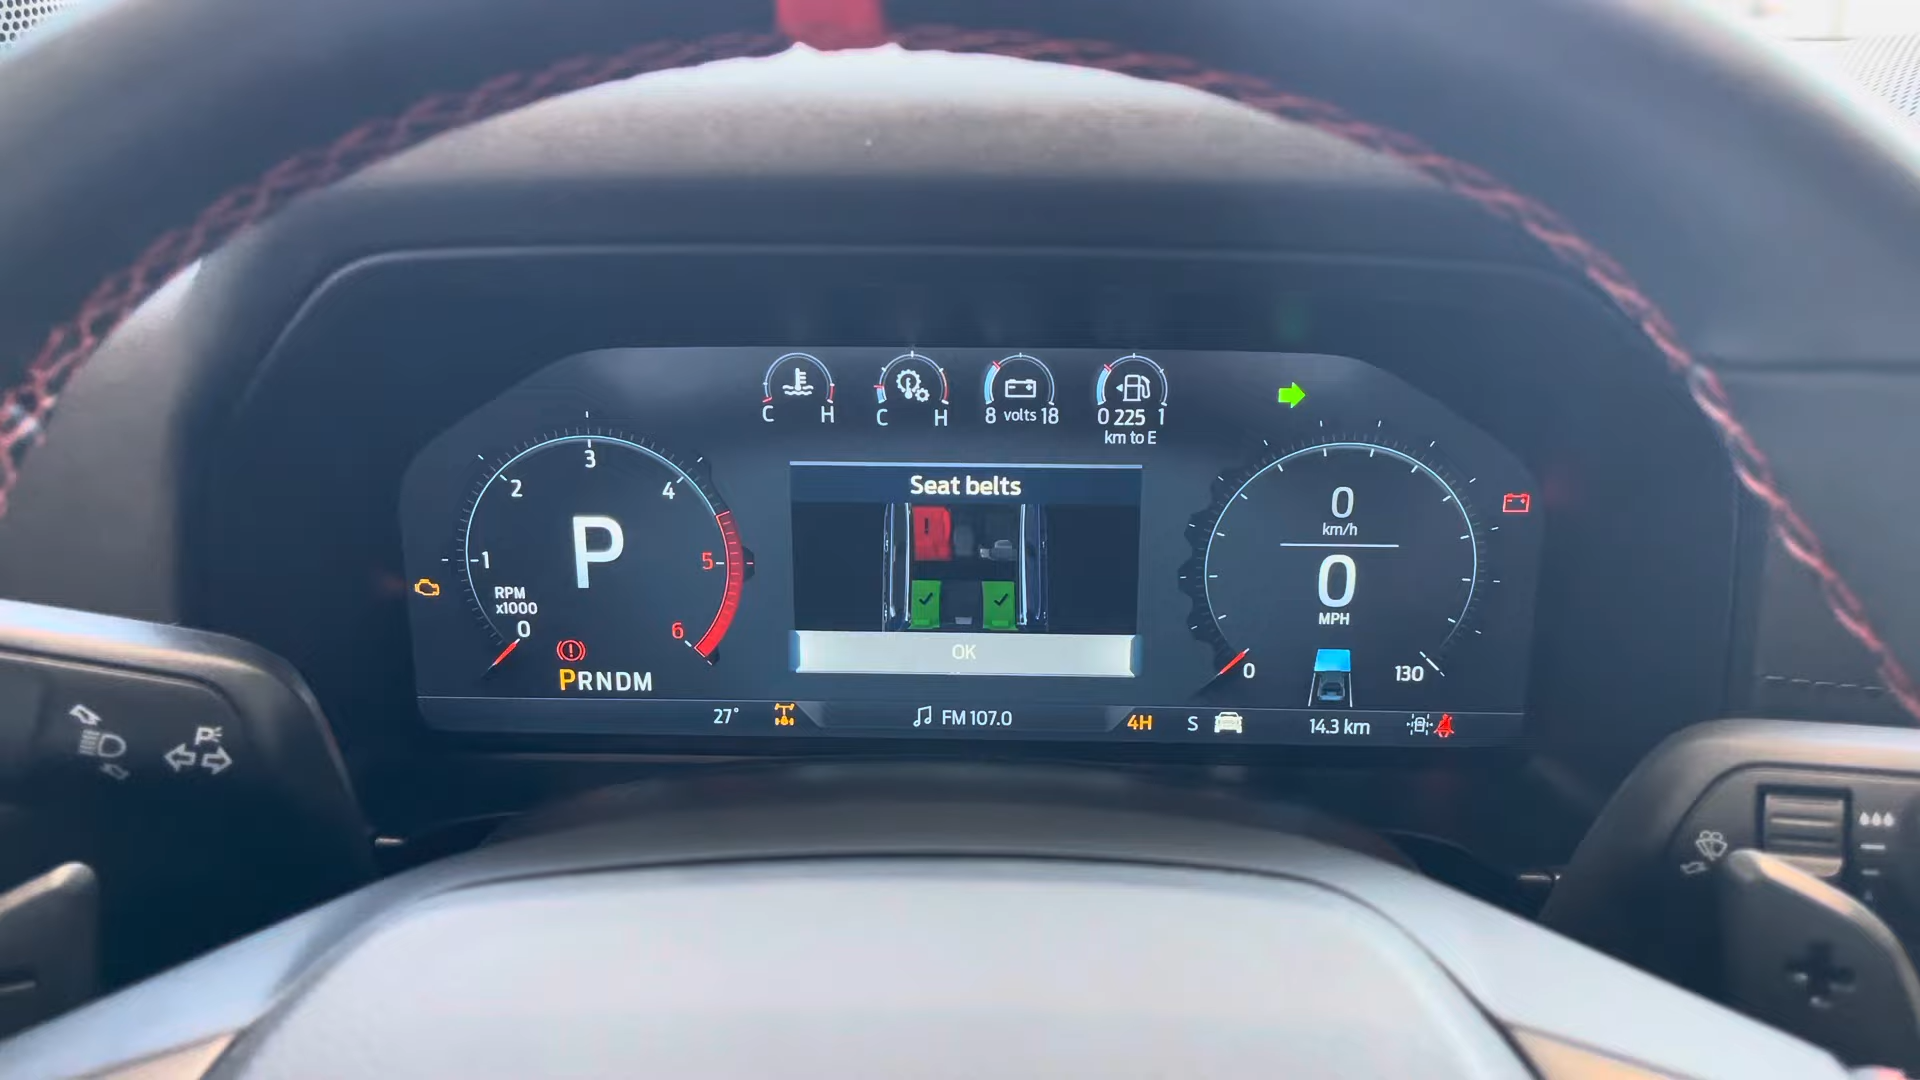 C H
C H
8 volts 18
0 225 1
km to E
3
2
4
1
5
RPM
x1000
0
6
P
PRNDM
Seat belts
OK
0
km/h
0
MPH
0
130
27°
FM 107.0
4H
S
14.3 km
P